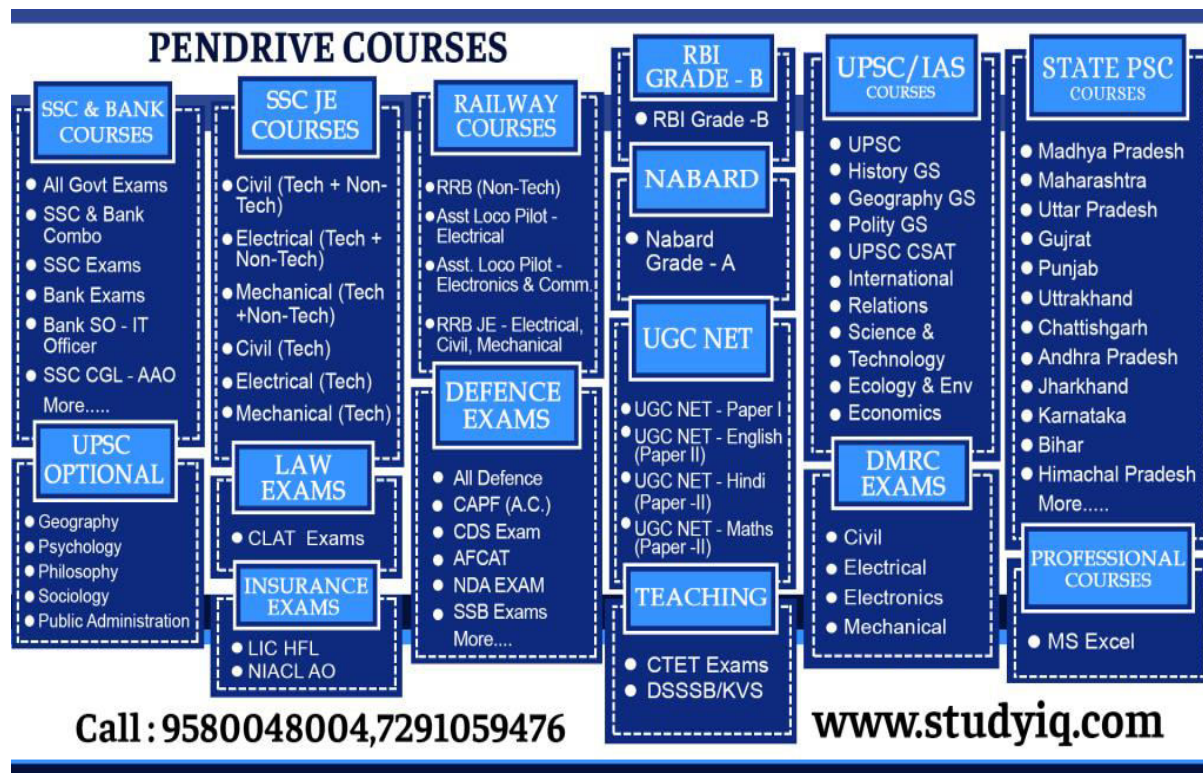 PENDRIVE COURSES
SSC & BANK
COURSES
● All Govt Exams
● SSC & Bank
Combo
● SSC Exams
● Bank Exams
● Bank SO - IT
Officer
● SSC CGL - AAO
More.....
UPSC
OPTIONAL
● Geography
● Psychology
● Philosophy
● Sociology
● Public Administration
SSC JE
COURSES
● Civil (Tech + Non-
Tech)
● Electrical (Tech +
Non-Tech)
● Mechanical (Tech
+Non-Tech)
● Civil (Tech)
● Electrical (Tech)
● Mechanical (Tech)
LAW
EXAMS
● CLAT Exams
INSURANCE
EXAMS
● LIC HFL
● NIACL AO
RAILWAY
COURSES
● RRB (Non-Tech)
● Asst Loco Pilot -
Electrical
● Asst. Loco Pilot -
Electronics & Comm.
● RRB JE - Electrical,
Civil, Mechanical
DEFENCE
EXAMS
● All Defence
● CAPF (A.C.)
● CDS Exam
● AFCAT
● NDA EXAM
● SSB Exams
More....
RBI
GRADE - B
● RBI Grade -B
NABARD
● Nabard
Grade - A
UGC NET
● UGC NET - Paper I
● UGC NET - English
(Paper II)
● UGC NET - Hindi
(Paper -II)
● UGC NET - Maths
(Paper -II)
TEACHING
● CTET Exams
● DSSSB/KVS
UPSC/IAS
COURSES
● UPSC
● History GS
● Geography GS
● Polity GS
● UPSC CSAT
● International
● Relations
● Science &
● Technology
● Ecology & Env
● Economics
DMRC
EXAMS
● Civil
● Electrical
● Electronics
● Mechanical
STATE PSC
COURSES
● Madhya Pradesh
● Maharashtra
● Uttar Pradesh
● Gujrat
● Punjab
● Uttrakhand
● Chattishgarh
● Andhra Pradesh
● Jharkhand
● Karnataka
● Bihar
● Himachal Pradesh
More.....
PROFESSIONAL
COURSES
● MS Excel
Call : 9580048004,7291059476
www.studyiq.com